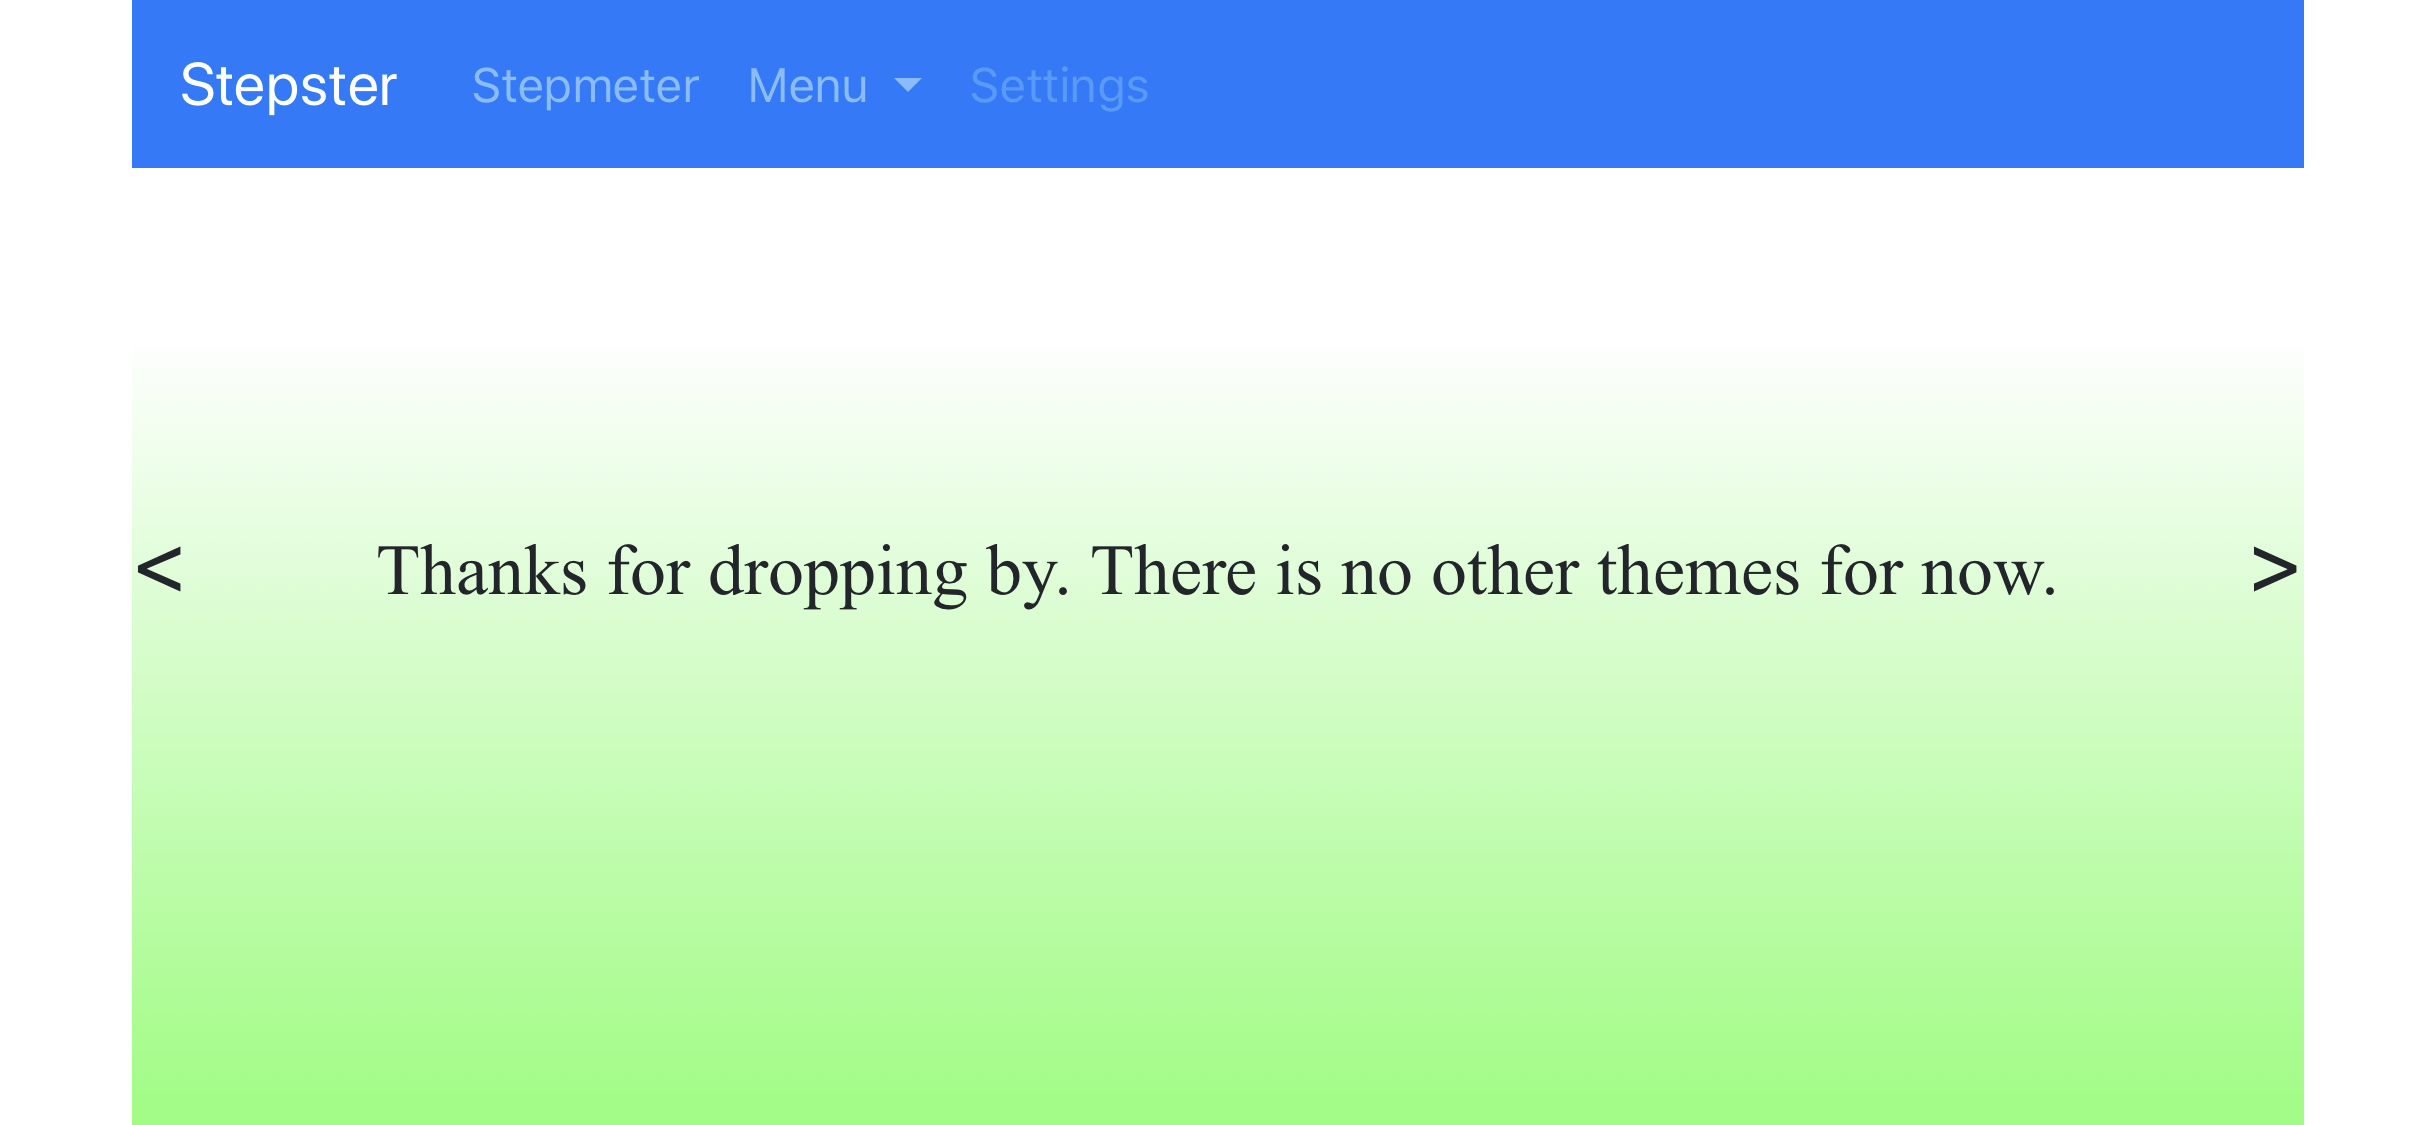 Stepster Stepmeter Menu Settings
< Thanks for dropping by. There is no other themes for now. >